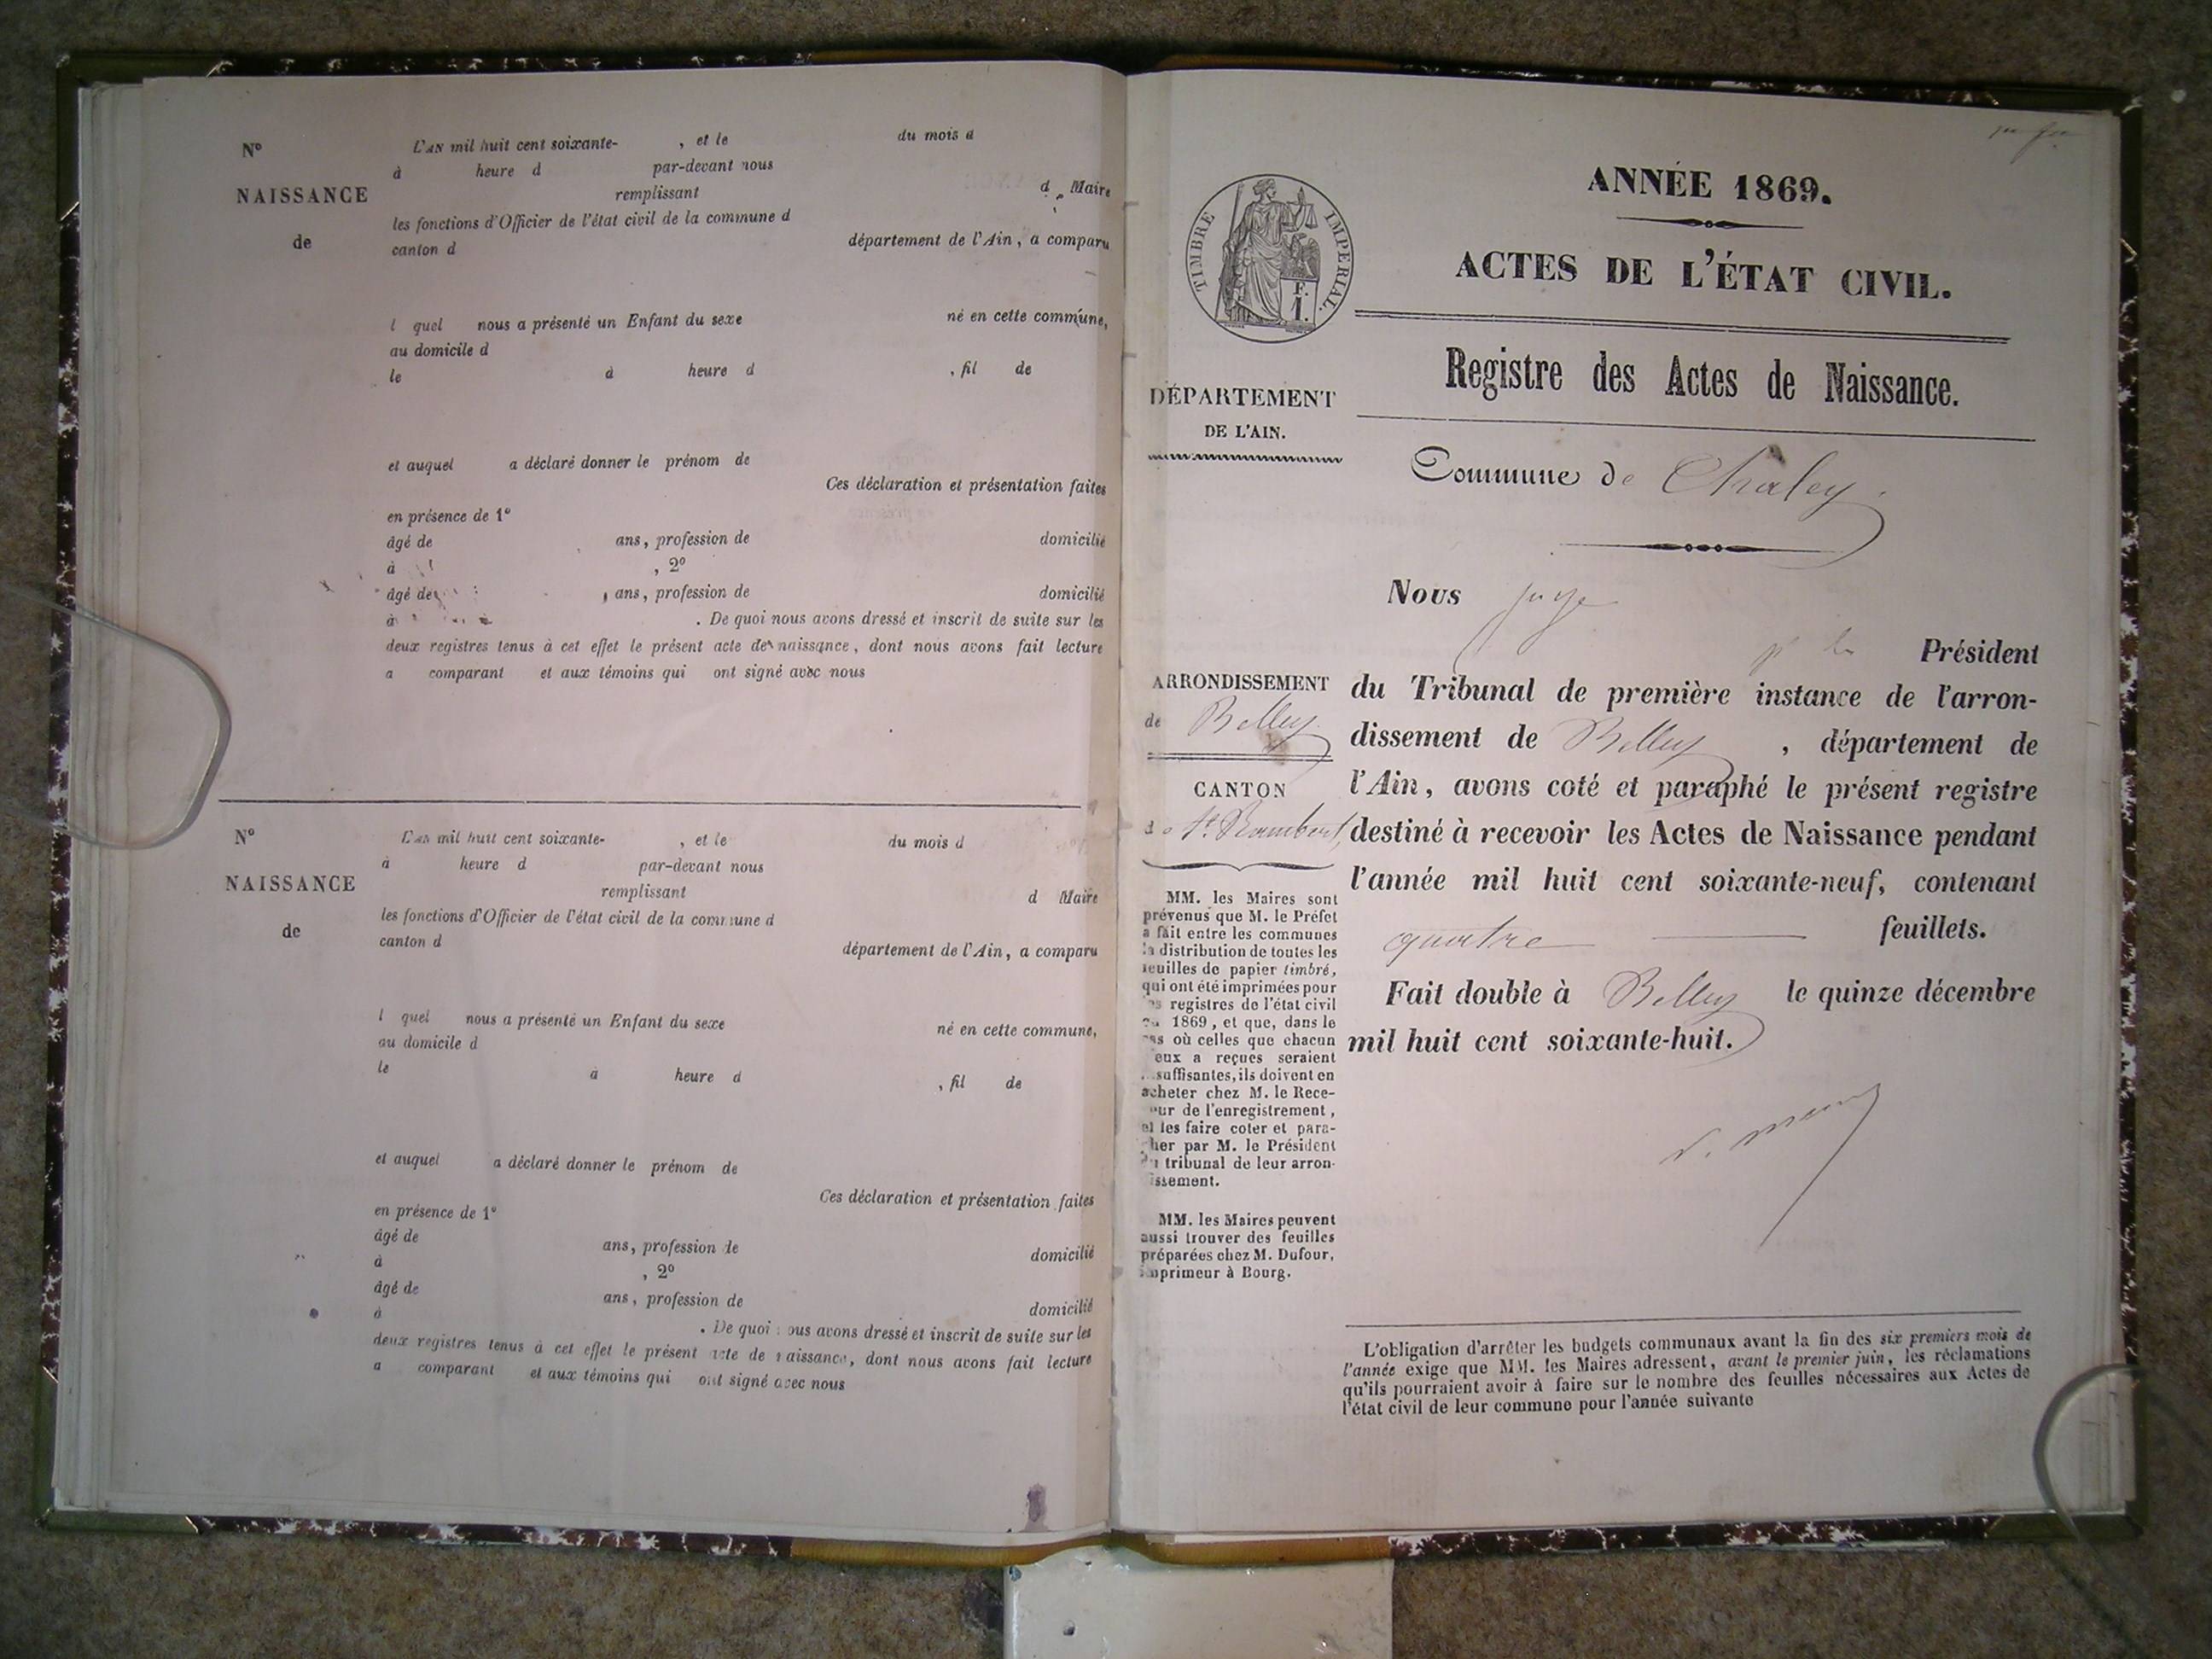 N° L'AN mil huit cent soixante- , et le du mois d
à heure d par-devant nous
NAISSANCE remplissant d Maire
les fonctions d'Officier de l'état civil de la commune d
de canton d département de l'Ain, a comparu
l quel nous a présenté un Enfant du sexe né en cette commune,
au domicile d
le à heure d , fil de
et auquel a déclaré donner le prénom de
Ces déclaration et présentation faites
en présence de 1°
âgé de ans, profession de domicilié
à , 2°
âgé de ans, profession de domicilié
à . De quoi nous avons dressé et inscrit de suite sur les
deux registres tenus à cet effet le présent acte de naissance, dont nous avons fait lecture
a comparant et aux témoins qui ont signé avec nous
N° L'AN mil huit cent soixante- , et le du mois d
à heure d par-devant nous
NAISSANCE remplissant d Maire
les fonctions d'Officier de l'état civil de la commune d
de canton d département de l'Ain, a comparu
l quel nous a présenté un Enfant du sexe né en cette commune,
au domicile d
le à heure d , fil de
et auquel a déclaré donner le prénom de
Ces déclaration et présentation faites
en présence de 1°
âgé de ans, profession de domicilié
à , 2°
âgé de ans, profession de domicilié
à . De quoi nous avons dressé et inscrit de suite sur les
deux registres tenus à cet effet le présent acte de naissance, dont nous avons fait lecture
a comparant et aux témoins qui ont signé avec nous
ANNÉE 1869.
TIMBRE IMPERIAL.
F.
1.
ACTES DE L'ÉTAT CIVIL.
Registre des Actes de Naissance.
DÉPARTEMENT
DE L'AIN.
Commune de Chaley.
ARRONDISSEMENT
de Belley
CANTON
de St. Rambert,
MM. les Maires sont
prévenus que M. le Préfet
a fait entre les communes
la distribution de toutes les
feuilles de papier timbré,
qui ont été imprimées pour
registres de l'état civil
1869, et que, dans le
cas où celles que chacun
eux a reçues seraient
suffisantes, ils doivent en
acheter chez M. le Rece-
eur de l'enregistrement,
et les faire coter et para-
pher par M. le Président
du tribunal de leur arron-
issement.
MM. les Maires peuvent
aussi trouver des feuilles
préparées chez M. Dufour,
imprimeur à Bourg.
Nous juge
pr le Président
du Tribunal de première instance de l'arron-
dissement de Belley , département de
l'Ain, avons coté et paraphé le présent registre
destiné à recevoir les Actes de Naissance pendant
l'année mil huit cent soixante-neuf, contenant
quatre feuillets.
Fait double à Belley le quinze décembre
mil huit cent soixante-huit.
L'obligation d'arrêter les budgets communaux avant la fin des six premiers mois de
l'année exige que MM. les Maires adressent, avant le premier juin, les réclamations
qu'ils pourraient avoir à faire sur le nombre des feuilles nécessaires aux Actes de
l'état civil de leur commune pour l'année suivante